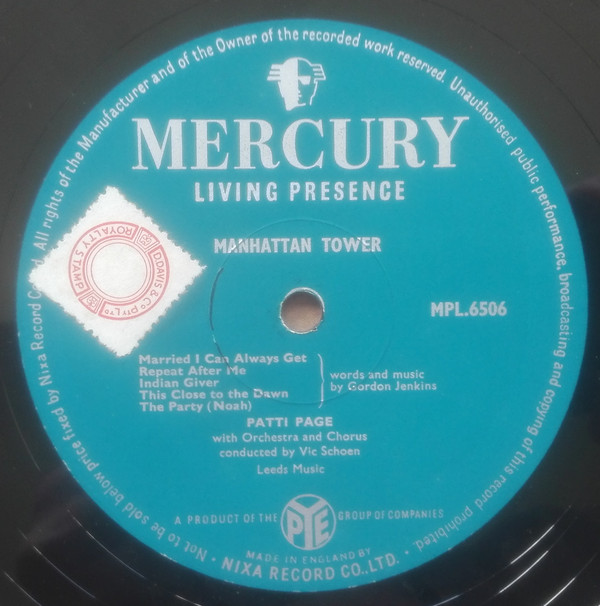 Not to be sold below price fixed by Nixa Record Co. Ltd. All rights of the Manufacturer and of the Owner of the recorded work reserved. Unauthorised public performance, broadcasting and copying of this record prohibited.
MERCURY
LIVING PRESENCE
MANHATTAN TOWER
D.DAVIS & CO PTY LTD
ROYALTY STAMP
MPL.6506
Married I Can Always Get
Repeat After Me
Indian Giver
This Close to the Dawn
The Party (Noah)
words and music
by Gordon Jenkins
PATTI PAGE
with Orchestra and Chorus
conducted by Vic Schoen
Leeds Music
A PRODUCT OF THE PYE GROUP OF COMPANIES
MADE IN ENGLAND BY
NIXA RECORD CO., LTD.